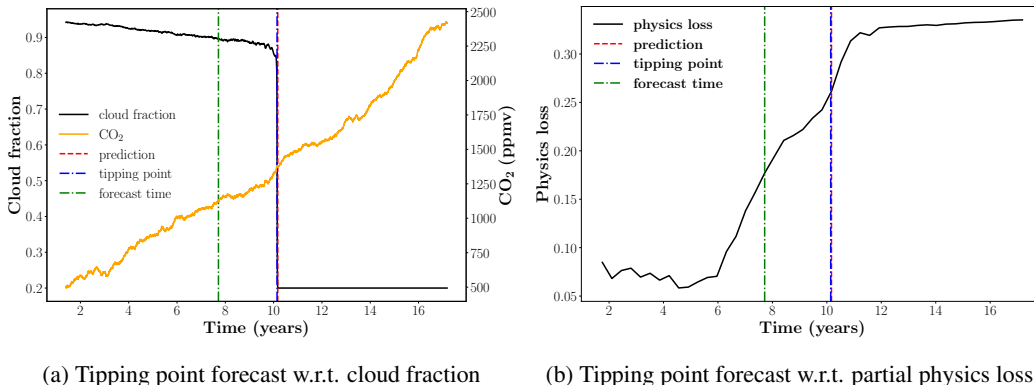 0.9
0.8
0.7
0.6
0.5
0.4
0.3
0.2
Cloud fraction
cloud fraction
CO₂
prediction
tipping point
forecast time
2500
2250
2000
1750
1500
1250
1000
750
500
CO₂ (ppmv)
2 4 6 8 10 12 14 16
Time (years)
0.30
0.25
0.20
0.15
0.10
0.05
Physics loss
physics loss
prediction
tipping point
forecast time
2 4 6 8 10 12 14 16
Time (years)
(a) Tipping point forecast w.r.t. cloud fraction
(b) Tipping point forecast w.r.t. partial physics loss